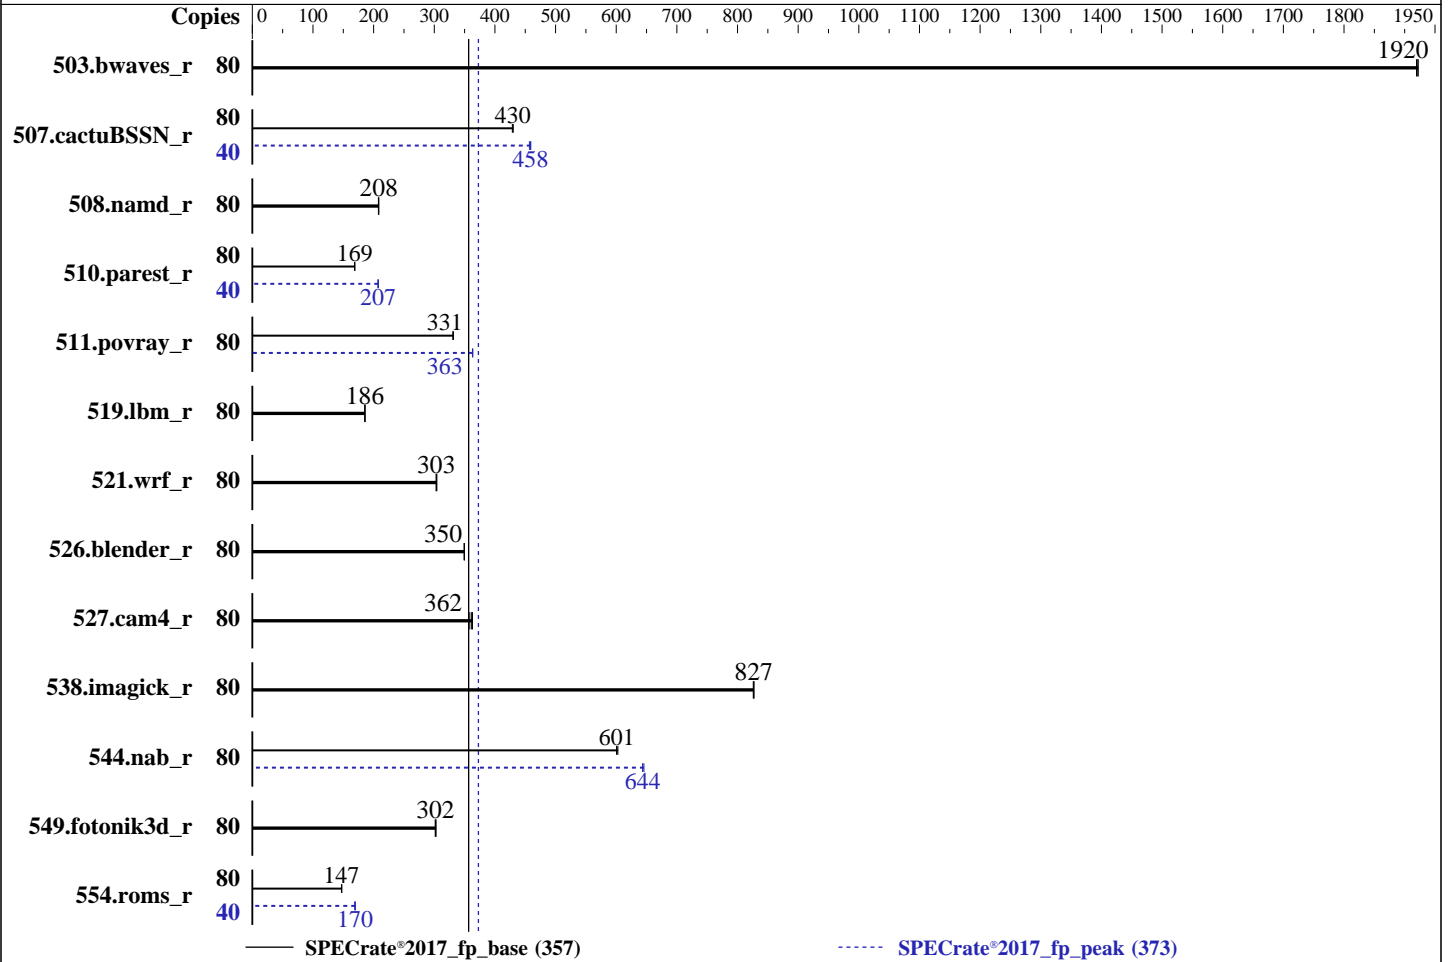 Copies 0 100 200 300 400 500 600 700 800 900 1000 1100 1200 1300 1400 1500 1600 1700 1800 1950
503.bwaves_r 80 1920
507.cactuBSSN_r 80 430
40 458
508.namd_r 80 208
510.parest_r 80 169
40 207
511.povray_r 80 331
363
519.lbm_r 80 186
521.wrf_r 80 303
526.blender_r 80 350
527.cam4_r 80 362
538.imagick_r 80 827
544.nab_r 80 601
644
549.fotonik3d_r 80 302
554.roms_r 80 147
40 170
SPECrate®2017_fp_base (357) SPECrate®2017_fp_peak (373)